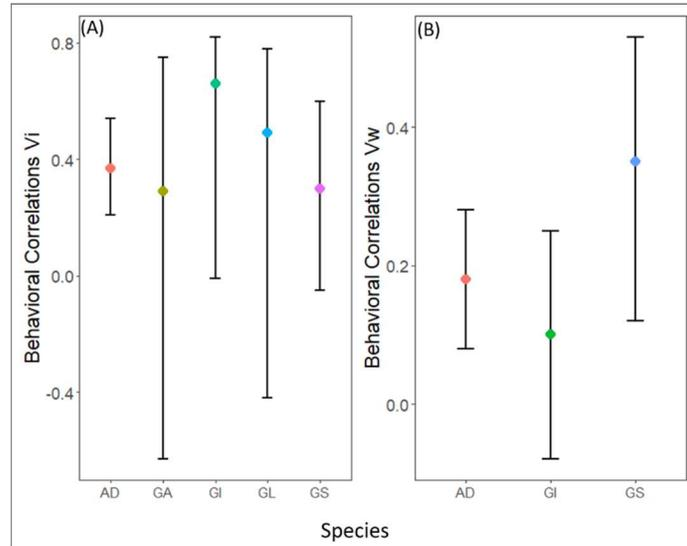 (A)
Behavioral Correlations Vi
0.8
0.4
0.0
-0.4
AD GA GI GL GS
(B)
Behavioral Correlations Vw
0.4
0.2
0.0
AD GI GS
Species